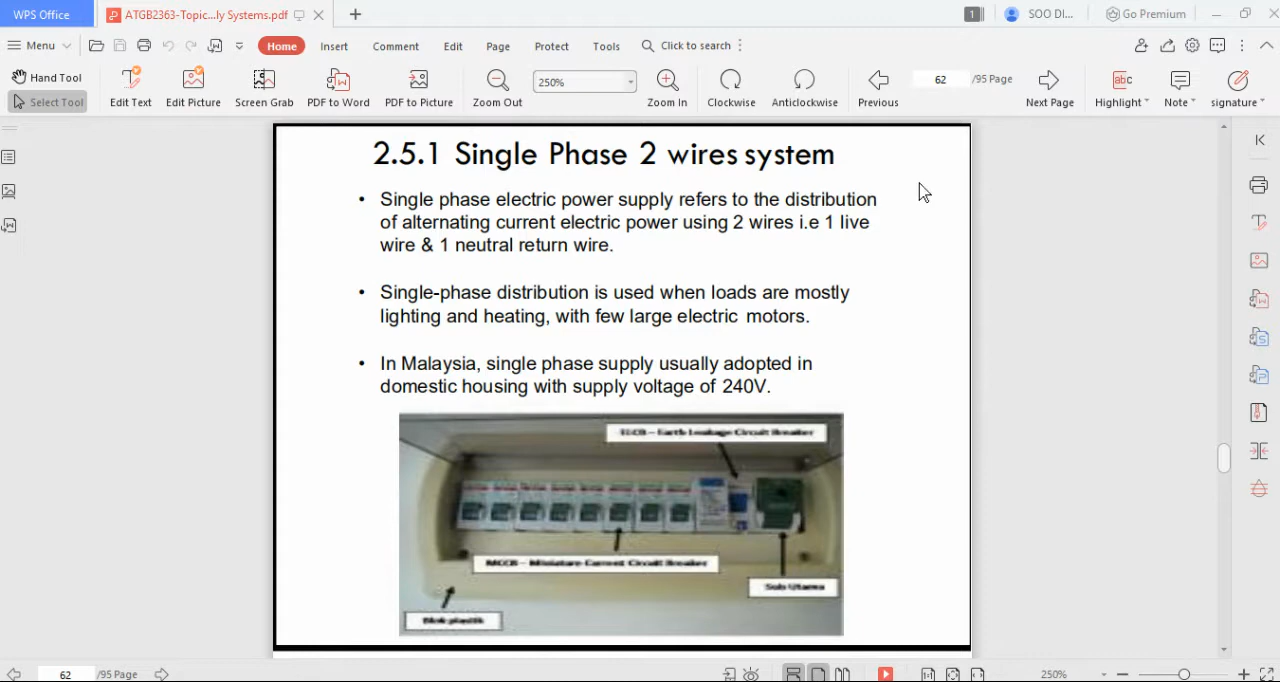 WPS Office
ATGB2363-Topic...ly Systems.pdf
1
SOO DI...
Go Premium
Menu
Home
Insert
Comment
Edit
Page
Protect
Tools
Click to search
Hand Tool
Select Tool
Edit Text
Edit Picture
Screen Grab
PDF to Word
PDF to Picture
Zoom Out
250%
Zoom In
Clockwise
Anticlockwise
Previous
62
/95 Page
Next Page
Highlight
Note
signature
2.5.1 Single Phase 2 wires system
• Single phase electric power supply refers to the distribution
of alternating current electric power using 2 wires i.e 1 live
wire & 1 neutral return wire.
• Single-phase distribution is used when loads are mostly
lighting and heating, with few large electric motors.
• In Malaysia, single phase supply usually adopted in
domestic housing with supply voltage of 240V.
ELCB – Earth Leakage Circuit Breaker
MCCB – Miniature Current Circuit Breaker
Blok plastik
62
/95 Page
250%